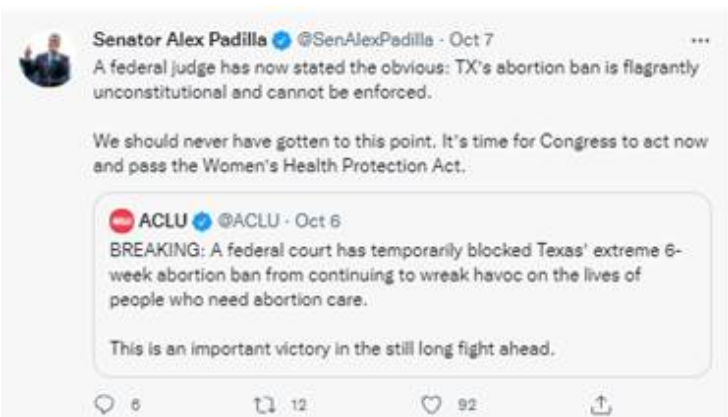 Senator Alex Padilla @SenAlexPadilla · Oct 7
A federal judge has now stated the obvious: TX's abortion ban is flagrantly
unconstitutional and cannot be enforced.
We should never have gotten to this point. It's time for Congress to act now
and pass the Women's Health Protection Act.
ACLU @ACLU · Oct 6
BREAKING: A federal court has temporarily blocked Texas' extreme 6-
week abortion ban from continuing to wreak havoc on the lives of
people who need abortion care.
This is an important victory in the still long fight ahead.
6 12 92